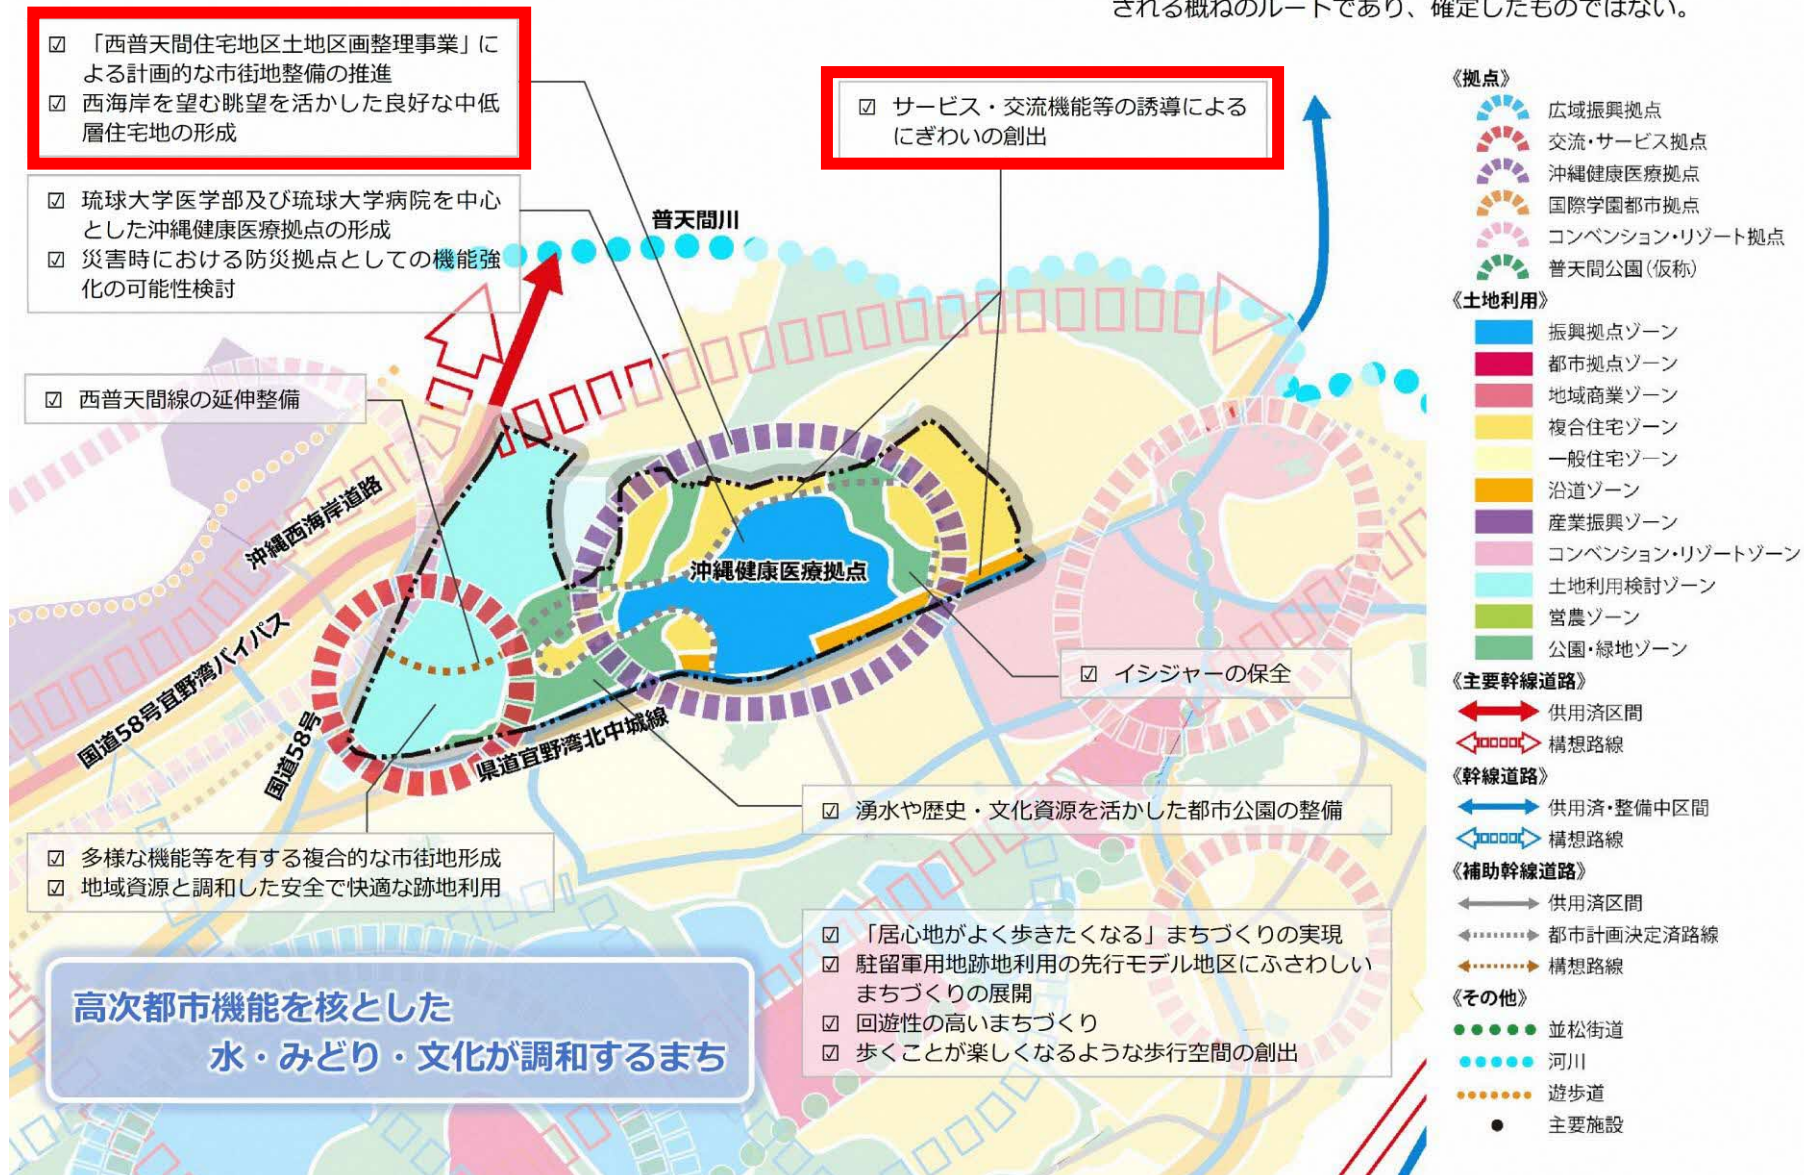 される概ねのルートであり、確定したものではない。
☑ 「西普天間住宅地区土地区画整理事業」に
よる計画的な市街地整備の推進
☑ 西海岸を望む眺望を活かした良好な中低
層住宅地の形成
☑ サービス・交流機能等の誘導による
にぎわいの創出
☑ 琉球大学医学部及び琉球大学病院を中心
とした沖縄健康医療拠点の形成
☑ 災害時における防災拠点としての機能強
化の可能性検討
普天間川
☑ 西普天間線の延伸整備
沖縄西海岸道路
沖縄健康医療拠点
国道58号宜野湾バイパス
国道58号
県道宜野湾北中城線
☑ イシジャーの保全
☑ 湧水や歴史・文化資源を活かした都市公園の整備
☑ 多様な機能等を有する複合的な市街地形成
☑ 地域資源と調和した安全で快適な跡地利用
☑ 「居心地がよく歩きたくなる」まちづくりの実現
☑ 駐留軍用地跡地利用の先行モデル地区にふさわしい
まちづくりの展開
☑ 回遊性の高いまちづくり
☑ 歩くことが楽しくなるような歩行空間の創出
高次都市機能を核とした
水・みどり・文化が調和するまち
《拠点》
広域振興拠点
交流・サービス拠点
沖縄健康医療拠点
国際学園都市拠点
コンベンション・リゾート拠点
普天間公園(仮称)
《土地利用》
振興拠点ゾーン
都市拠点ゾーン
地域商業ゾーン
複合住宅ゾーン
一般住宅ゾーン
沿道ゾーン
産業振興ゾーン
コンベンション・リゾートゾーン
土地利用検討ゾーン
営農ゾーン
公園・緑地ゾーン
《主要幹線道路》
供用済区間
構想路線
《幹線道路》
供用済・整備中区間
構想路線
《補助幹線道路》
供用済区間
都市計画決定済路線
構想路線
《その他》
並松街道
河川
遊歩道
主要施設